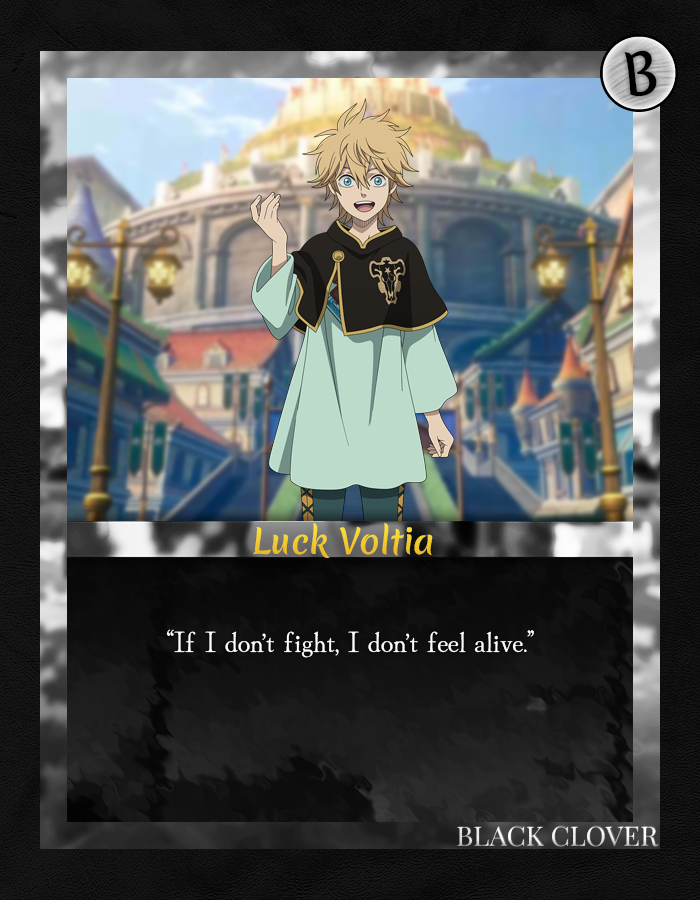 B
Luck Voltia
“If I don’t fight, I don’t feel alive.”
BLACK CLOVER